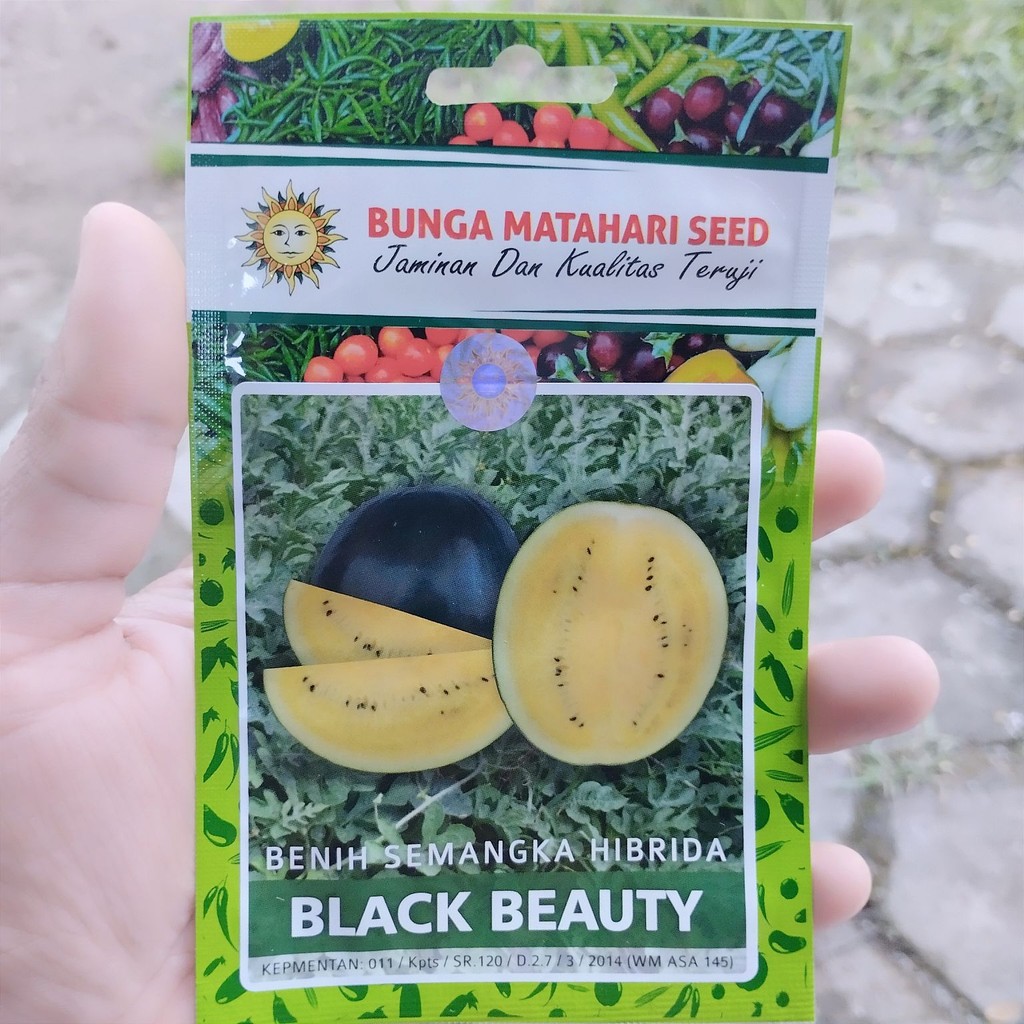 BUNGA MATAHARI SEED
Jaminan Dan Kualitas Teruji
BENIH SEMANGKA HIBRIDA
BLACK BEAUTY
KEPMENTAN: 011 / Kpts / SR.120 / D.2.7 / 3 / 2014 (WM ASA 145)